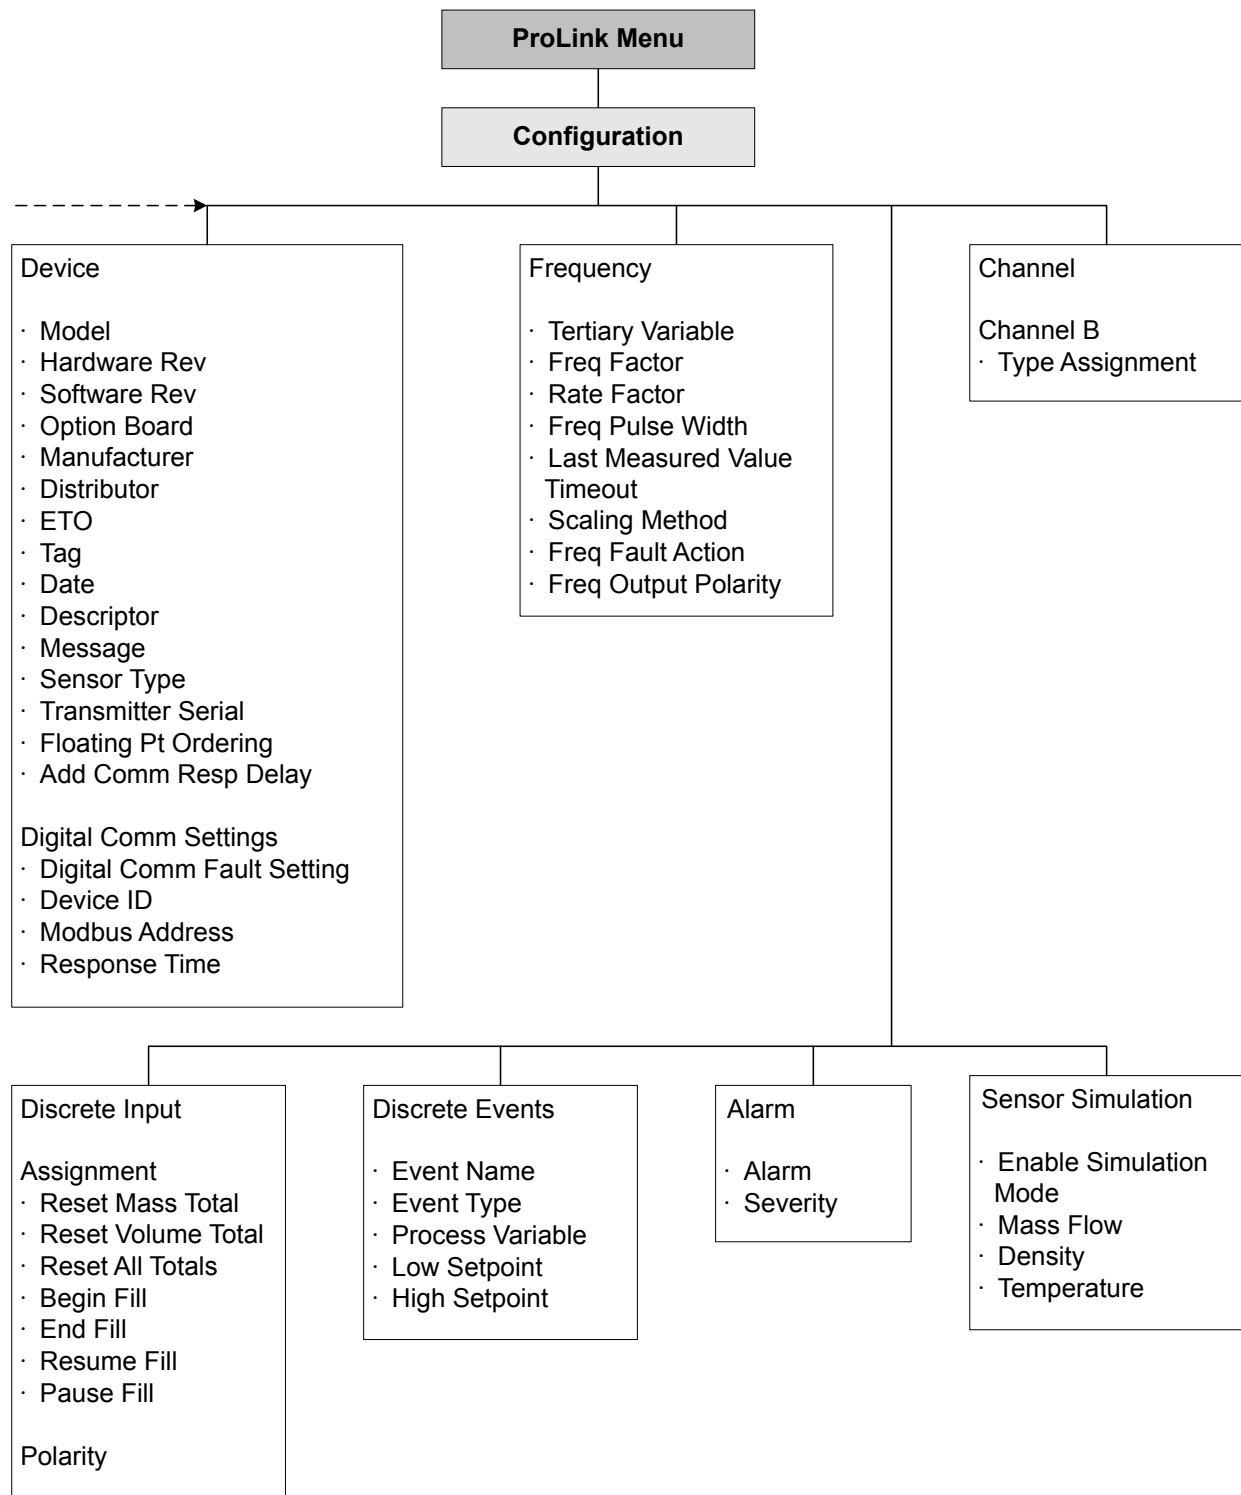 ProLink Menu
Configuration
Device
· Model
· Hardware Rev
· Software Rev
· Option Board
· Manufacturer
· Distributor
· ETO
· Tag
· Date
· Descriptor
· Message
· Sensor Type
· Transmitter Serial
· Floating Pt Ordering
· Add Comm Resp Delay
Digital Comm Settings
· Digital Comm Fault Setting
· Device ID
· Modbus Address
· Response Time
Frequency
· Tertiary Variable
· Freq Factor
· Rate Factor
· Freq Pulse Width
· Last Measured Value
Timeout
· Scaling Method
· Freq Fault Action
· Freq Output Polarity
Channel
Channel B
· Type Assignment
Discrete Input
Assignment
· Reset Mass Total
· Reset Volume Total
· Reset All Totals
· Begin Fill
· End Fill
· Resume Fill
· Pause Fill
Polarity
Discrete Events
· Event Name
· Event Type
· Process Variable
· Low Setpoint
· High Setpoint
Alarm
· Alarm
· Severity
Sensor Simulation
· Enable Simulation
Mode
· Mass Flow
· Density
· Temperature